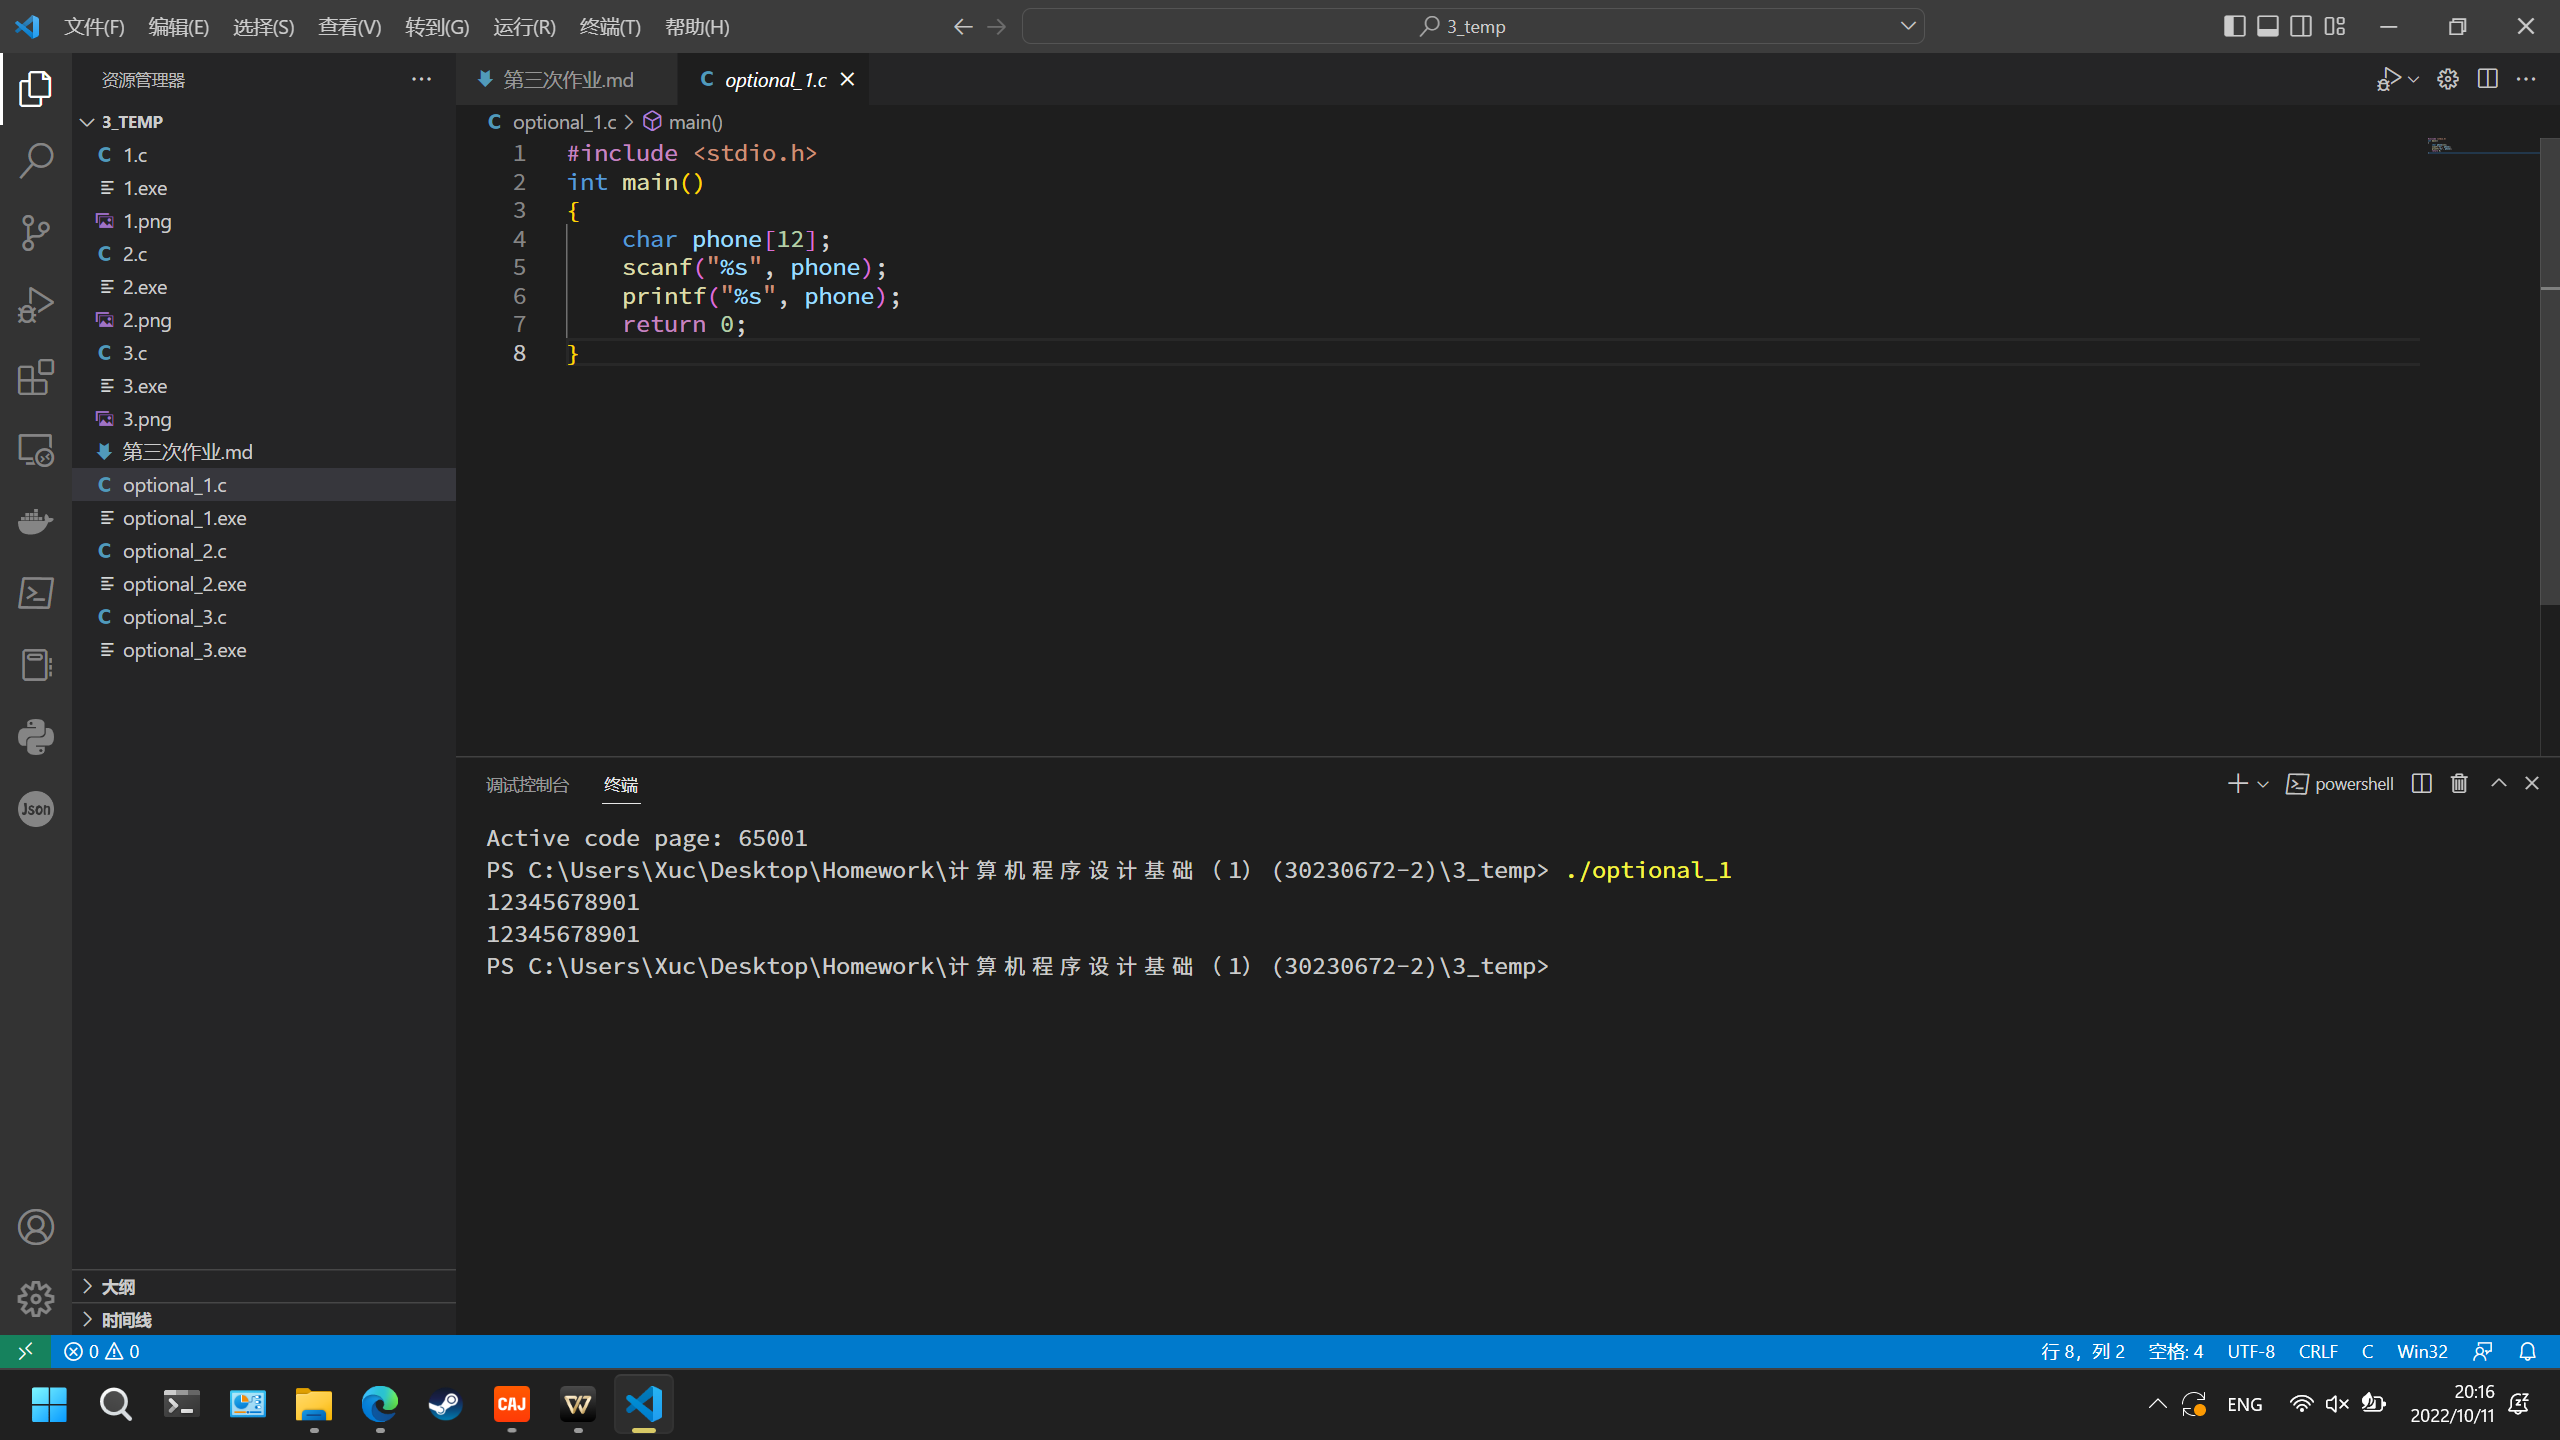 文件(F) 编辑(E) 选择(S) 查看(V) 转到(G) 运行(R) 终端(T) 帮助(H) 3_temp
资源管理器
第三次作业.md
optional_1.c
3_TEMP
1.c
1.exe
1.png
2.c
2.exe
2.png
3.c
3.exe
3.png
第三次作业.md
optional_1.c
optional_1.exe
optional_2.c
optional_2.exe
optional_3.c
optional_3.exe
大纲
时间线
optional_1.c > main()
1 #include <stdio.h>
2 int main()
3 {
4     char phone[12];
5     scanf("%s", phone);
6     printf("%s", phone);
7     return 0;
8 }
调试控制台 终端
powershell
Active code page: 65001
PS C:\Users\Xuc\Desktop\Homework\计算机程序设计基础（1）(30230672-2)\3_temp> ./optional_1
12345678901
12345678901
PS C:\Users\Xuc\Desktop\Homework\计算机程序设计基础（1）(30230672-2)\3_temp>
Json
0 0
行 8，列 2 空格: 4 UTF-8 CRLF C Win32
CAJ
ENG
20:16
2022/10/11